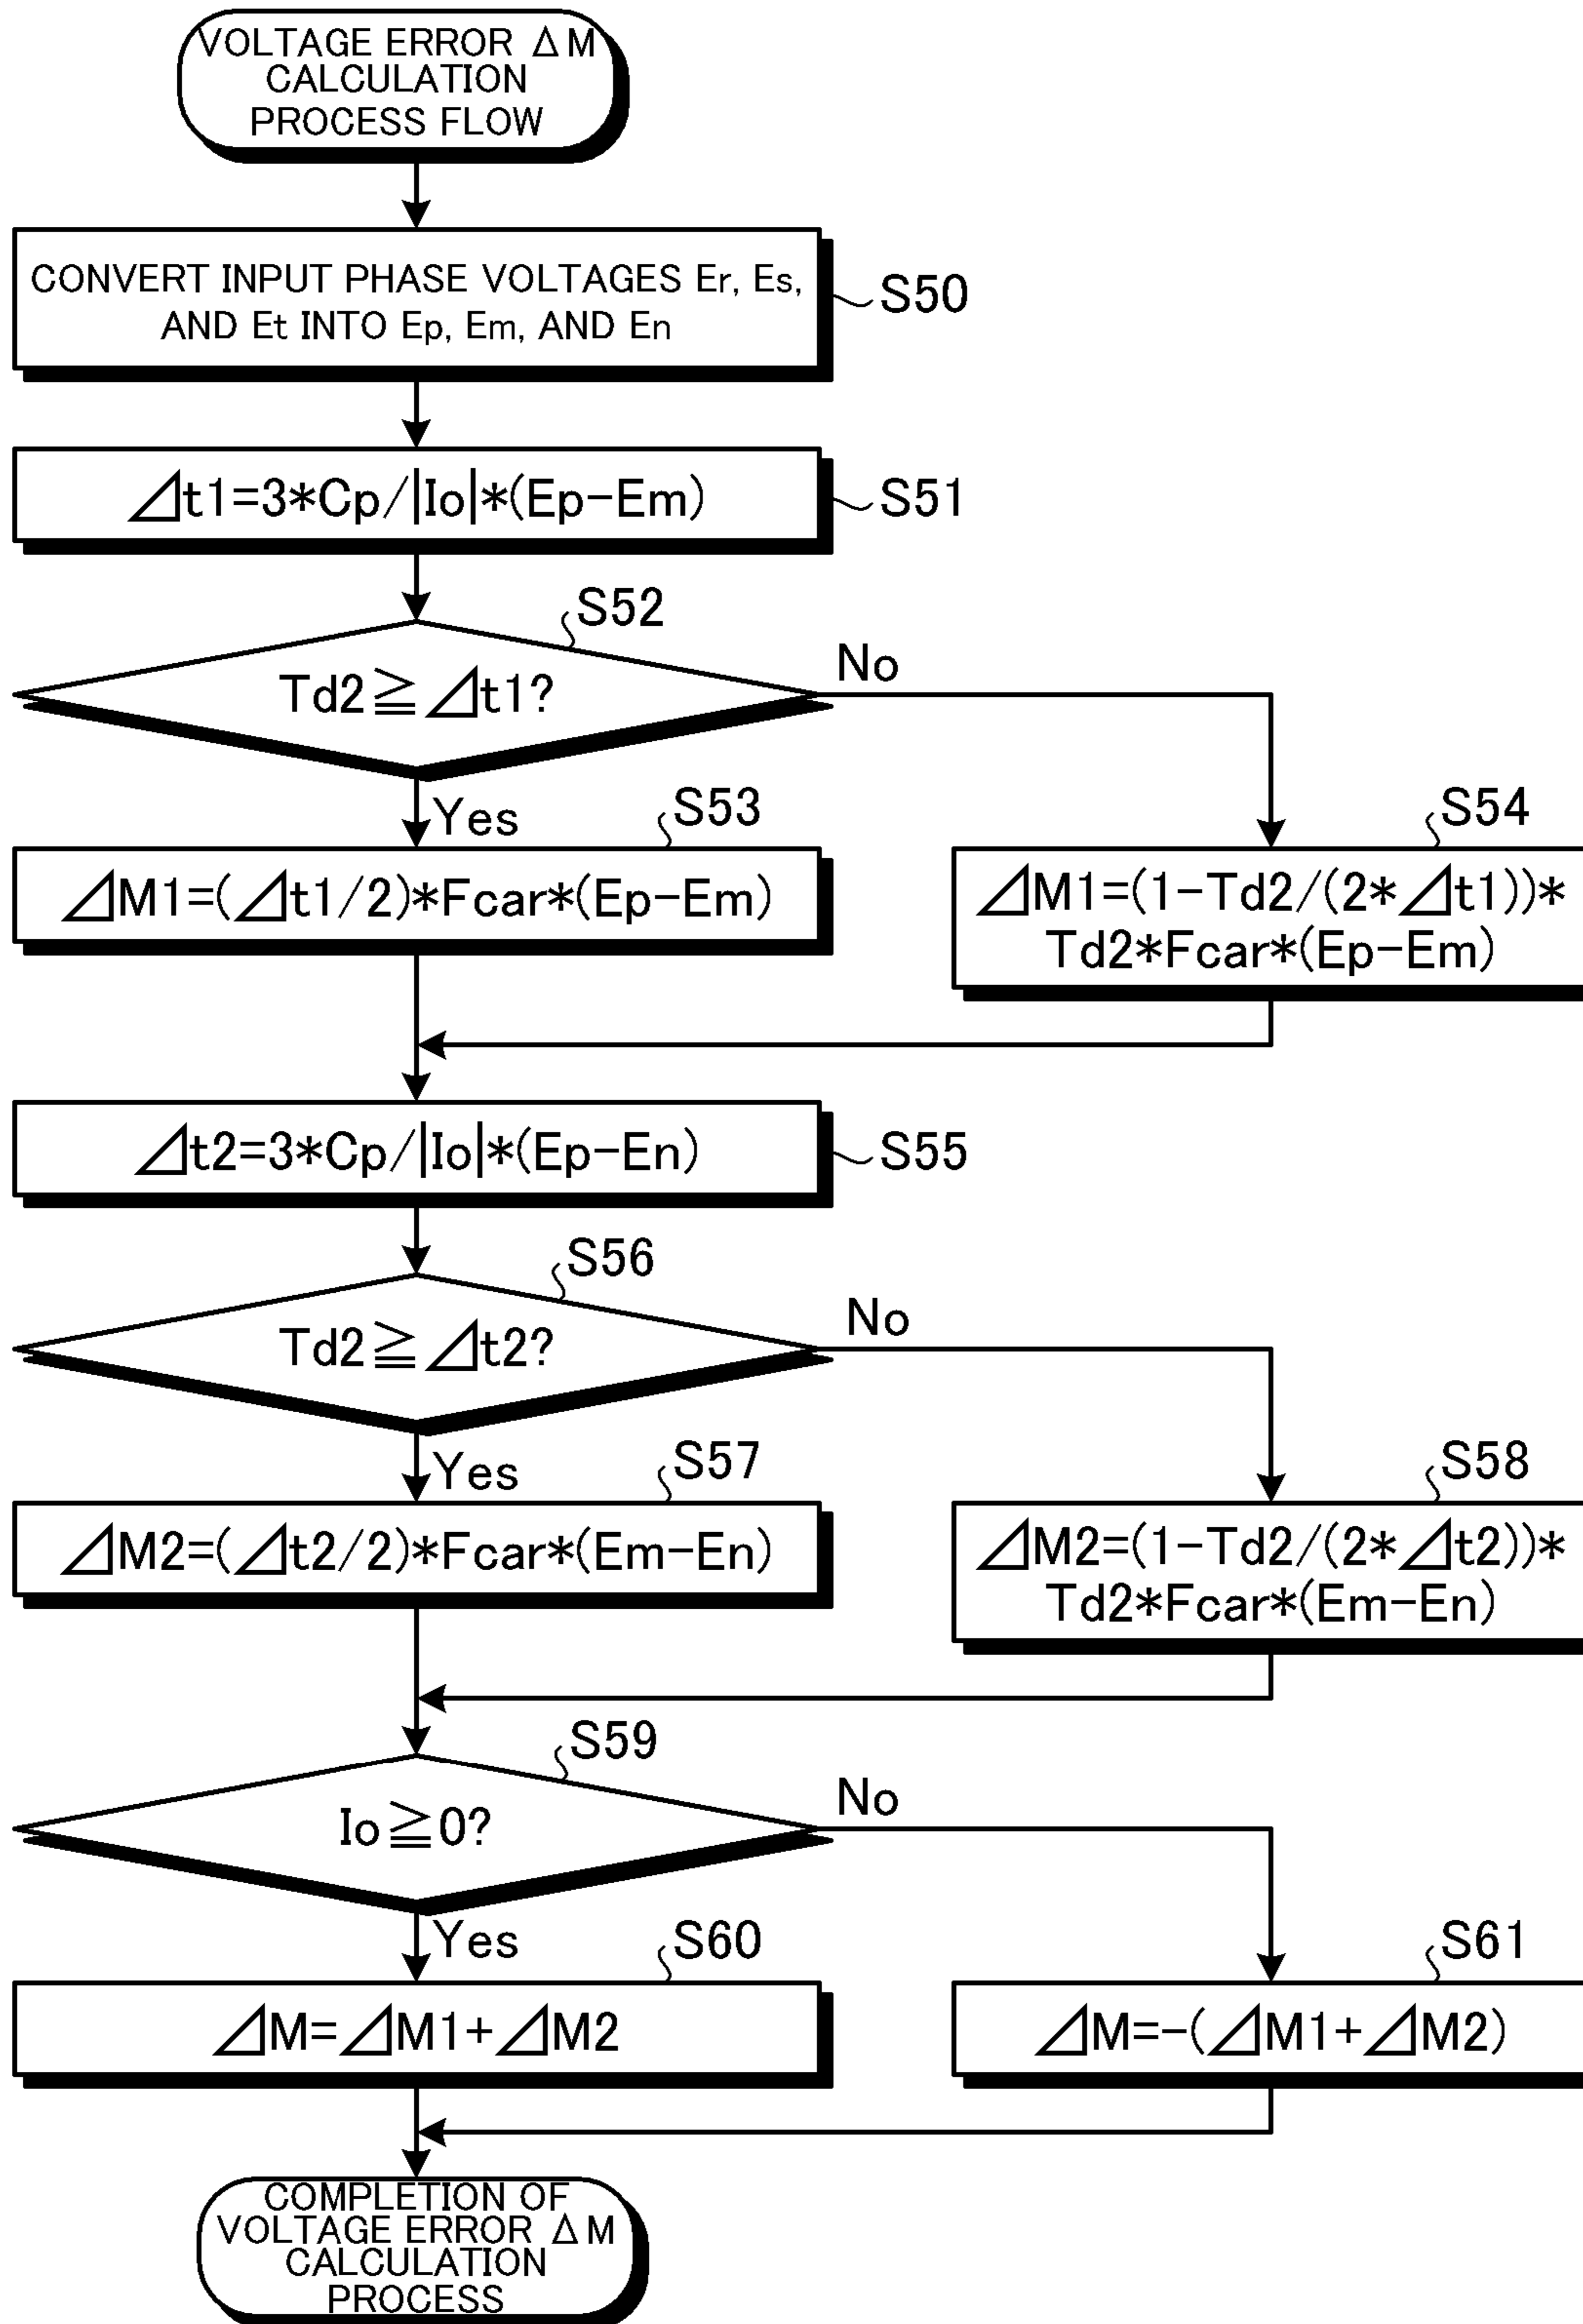 VOLTAGE ERROR ΔM
CALCULATION
PROCESS FLOW
CONVERT INPUT PHASE VOLTAGES Er, Es,
AND Et INTO Ep, Em, AND En
S50
⊿t1=3*Cp/|Io|*(Ep-Em)
S51
S52
Td2≧⊿t1?
No
Yes
S53
⊿M1=(⊿t1/2)*Fcar*(Ep-Em)
S54
⊿M1=(1-Td2/(2*⊿t1))*
Td2*Fcar*(Ep-Em)
⊿t2=3*Cp/|Io|*(Ep-En)
S55
S56
Td2≧⊿t2?
No
Yes
S57
⊿M2=(⊿t2/2)*Fcar*(Em-En)
S58
⊿M2=(1-Td2/(2*⊿t2))*
Td2*Fcar*(Em-En)
S59
Io≧0?
No
Yes
S60
⊿M=⊿M1+⊿M2
S61
⊿M=-(⊿M1+⊿M2)
COMPLETION OF
VOLTAGE ERROR ΔM
CALCULATION
PROCESS